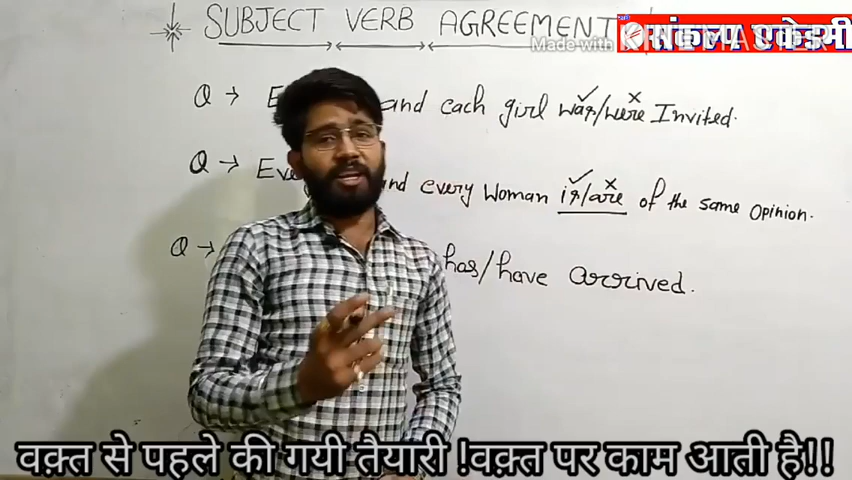 SUBJECT VERB AGREEMENT
Made with KINEMASTER
संकल्प एकेडमी
Q → and each girl was/were Invited.
Q → and every woman is/are of the same opinion.
Q → has/have arrived.
वक़्त से पहले की गयी तैयारी !वक़्त पर काम आती है!!